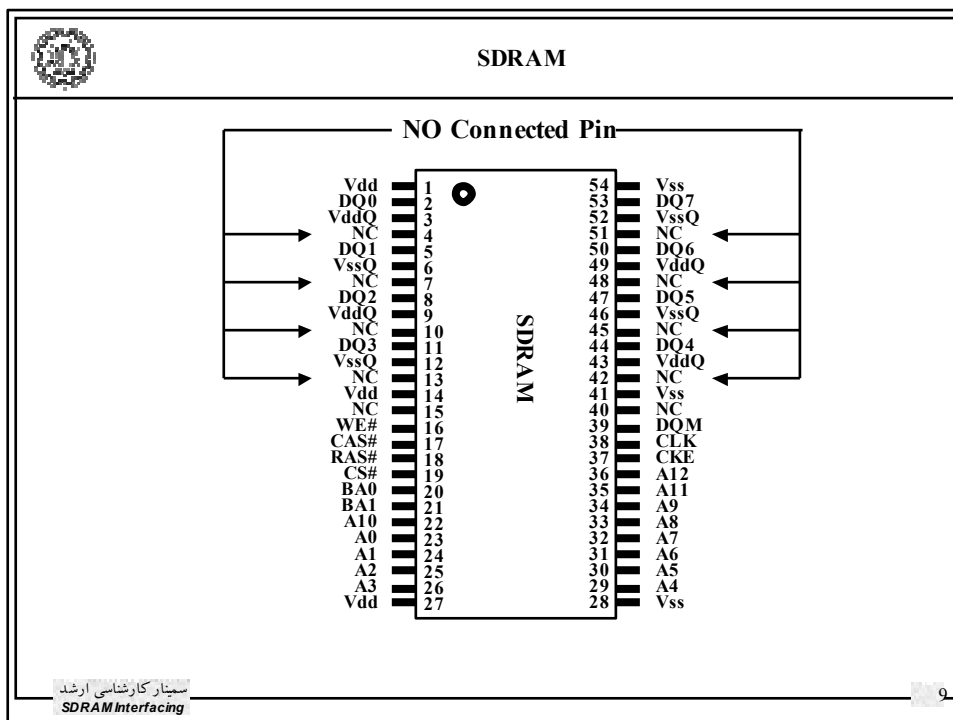 SDRAM
NO Connected Pin
Vdd 1 54 Vss
DQ0 2 53 DQ7
VddQ 3 52 VssQ
NC 4 51 NC
DQ1 5 50 DQ6
VssQ 6 49 VddQ
NC 7 48 NC
DQ2 8 47 DQ5
VddQ 9 46 VssQ
NC 10 45 NC
DQ3 11 44 DQ4
VssQ 12 43 VddQ
NC 13 42 NC
Vdd 14 41 Vss
NC 15 40 NC
WE# 16 39 DQM
CAS# 17 38 CLK
RAS# 18 37 CKE
CS# 19 36 A12
BA0 20 35 A11
BA1 21 34 A9
A10 22 33 A8
A0 23 32 A7
A1 24 31 A6
A2 25 30 A5
A3 26 29 A4
Vdd 27 28 Vss
SDRAM
سمینار کارشناسی ارشد
SDRAM Interfacing
9